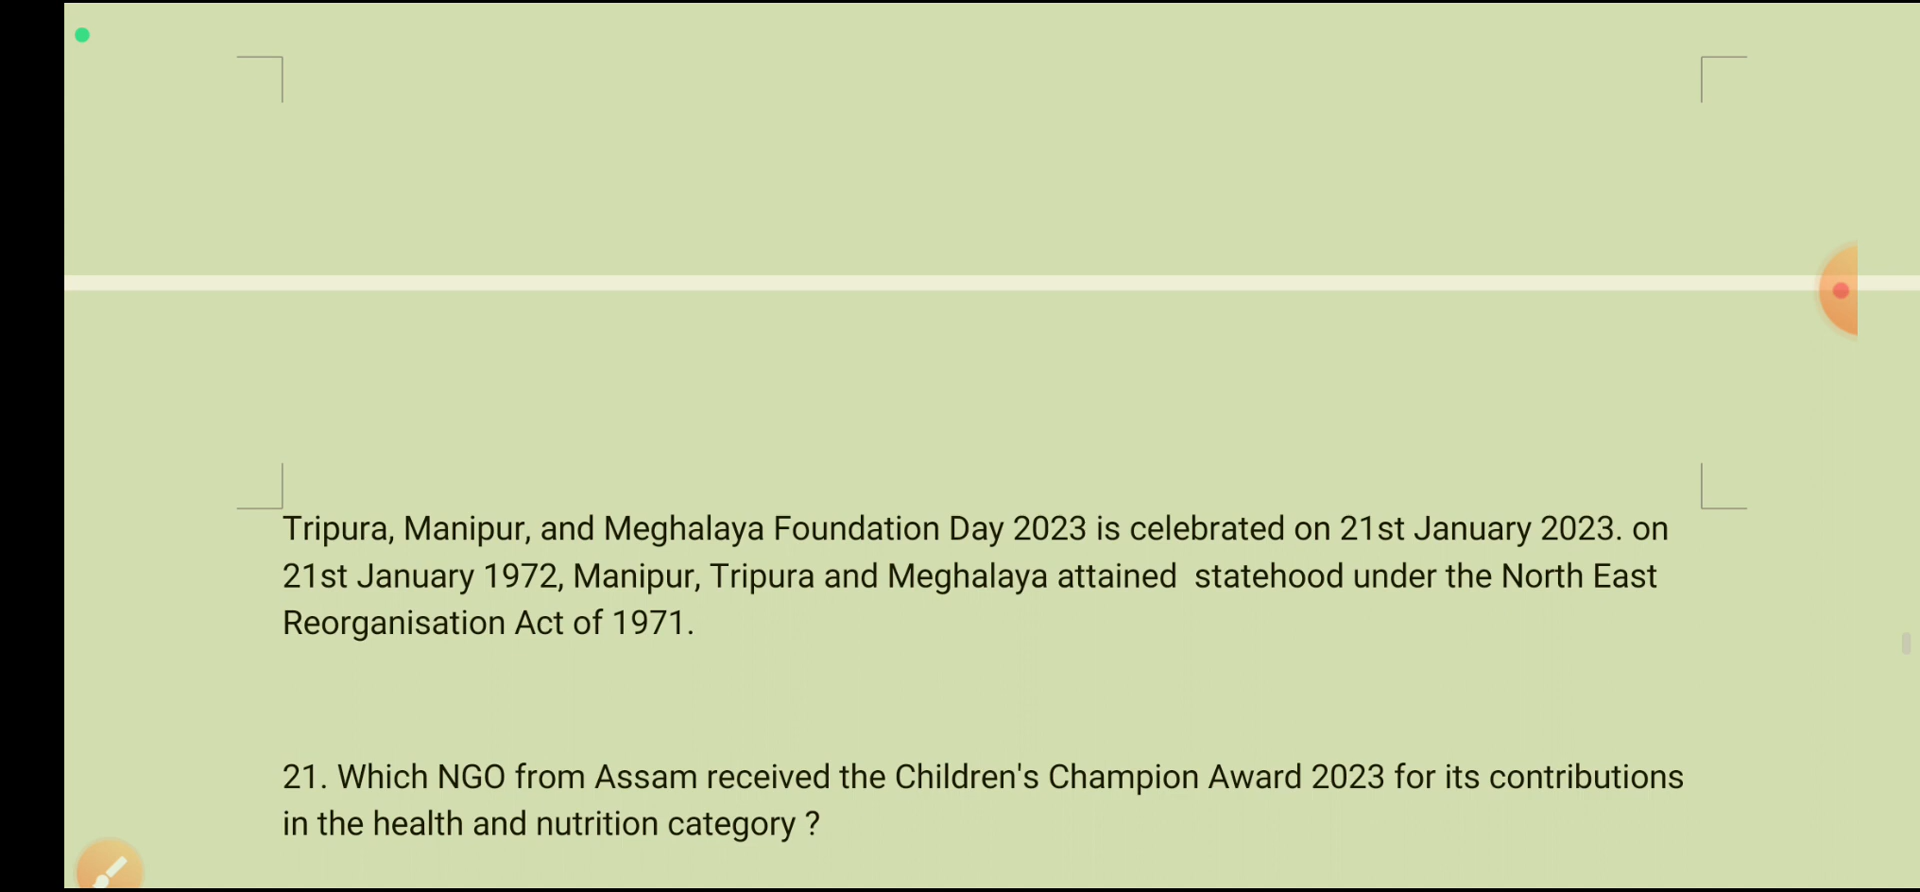 Tripura, Manipur, and Meghalaya Foundation Day 2023 is celebrated on 21st January 2023. on
21st January 1972, Manipur, Tripura and Meghalaya attained  statehood under the North East
Reorganisation Act of 1971.
21. Which NGO from Assam received the Children's Champion Award 2023 for its contributions
in the health and nutrition category ?